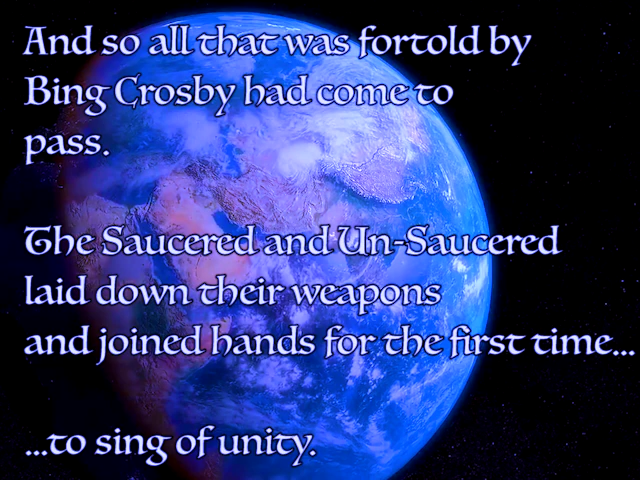 And so all that was fortold by
Bing Crosby had come to
pass.
The Saucered and Un-Saucered
laid down their weapons
and joined hands for the first time...
...to sing of unity.